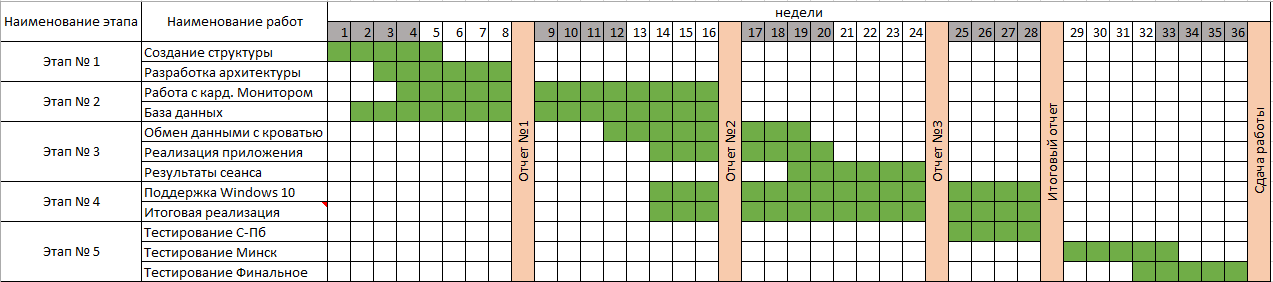 Наименование этапа Наименование работ недели
1 2 3 4 5 6 7 8 9 10 11 12 13 14 15 16 17 18 19 20 21 22 23 24 25 26 27 28 29 30 31 32 33 34 35 36
Этап № 1
Создание структуры
Разработка архитектуры
Этап № 2
Работа с кард. Монитором
База данных
Этап № 3
Обмен данными с кроватью
Реализация приложения
Результаты сеанса
Этап № 4
Поддержка Windows 10
Итоговая реализация
Этап № 5
Тестирование С-Пб
Тестирование Минск
Тестирование Финальное
Отчет №1
Отчет №2
Отчет №3
Итоговый отчет
Сдача работы